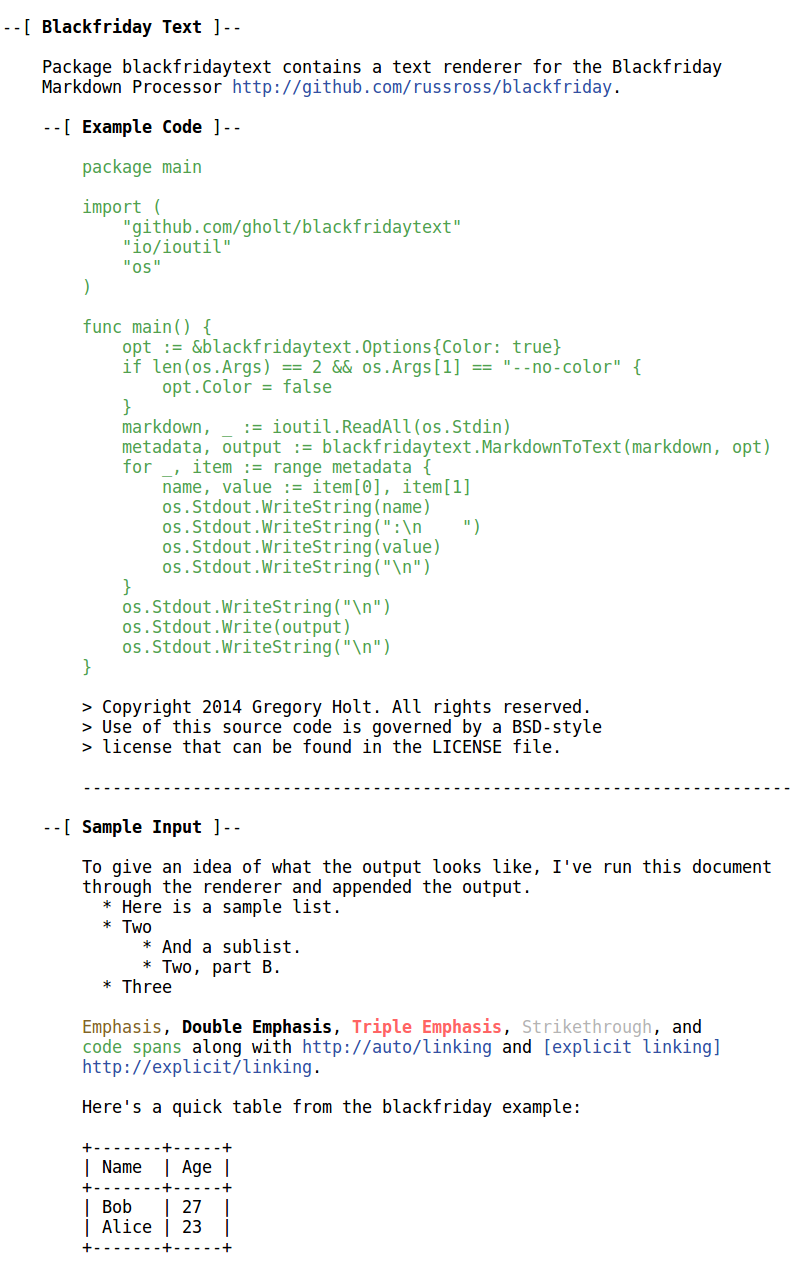 --[ Blackfriday Text ]--

    Package blackfridaytext contains a text renderer for the Blackfriday
    Markdown Processor http://github.com/russross/blackfriday.

    --[ Example Code ]--

        package main

        import (
            "github.com/gholt/blackfridaytext"
            "io/ioutil"
            "os"
        )

        func main() {
            opt := &blackfridaytext.Options{Color: true}
            if len(os.Args) == 2 && os.Args[1] == "--no-color" {
                opt.Color = false
            }
            markdown, _ := ioutil.ReadAll(os.Stdin)
            metadata, output := blackfridaytext.MarkdownToText(markdown, opt)
            for _, item := range metadata {
                name, value := item[0], item[1]
                os.Stdout.WriteString(name)
                os.Stdout.WriteString(":\n    ")
                os.Stdout.WriteString(value)
                os.Stdout.WriteString("\n")
            }
            os.Stdout.WriteString("\n")
            os.Stdout.Write(output)
            os.Stdout.WriteString("\n")
        }

        > Copyright 2014 Gregory Holt. All rights reserved.
        > Use of this source code is governed by a BSD-style
        > license that can be found in the LICENSE file.

        -----------------------------------------------------------------------

    --[ Sample Input ]--

        To give an idea of what the output looks like, I've run this document
        through the renderer and appended the output.
          * Here is a sample list.
          * Two
              * And a sublist.
              * Two, part B.
          * Three

        Emphasis, Double Emphasis, Triple Emphasis, Strikethrough, and
        code spans along with http://auto/linking and [explicit linking]
        http://explicit/linking.

        Here's a quick table from the blackfriday example:

        +-------+-----+
        | Name  | Age |
        +-------+-----+
        | Bob   | 27  |
        | Alice | 23  |
        +-------+-----+